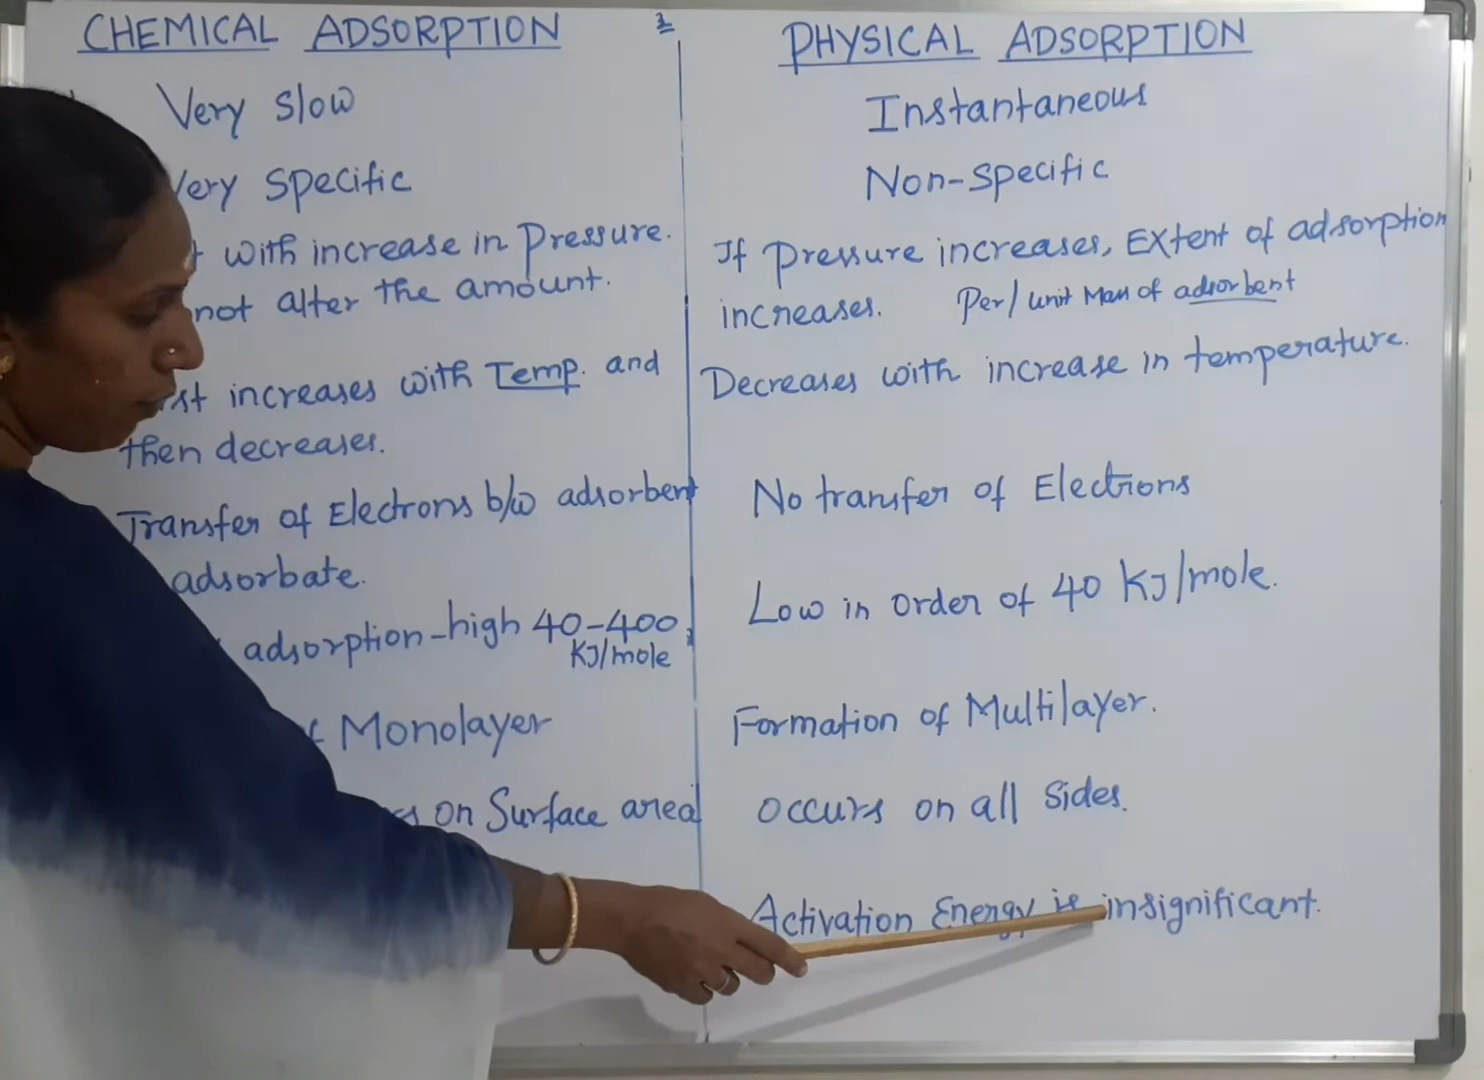 CHEMICAL ADSORPTION
Very slow
Very specific
with increase in Pressure.
not alter the amount.
increases with Temp. and
then decreases.
Transfer of Electrons b/w adsorbent
adsorbate.
adsorption-high 40-400
KJ/mole
Monolayer
on Surface area
PHYSICAL ADSORPTION
Instantaneous
Non-specific
If Pressure increases, Extent of adsorption
increases. Per/unit Mass of adsorbent
Decreases with increase in temperature.
No transfer of Electrons
Low in order of 40 KJ/mole.
Formation of Multilayer.
occurs on all sides.
Activation Energy is insignificant.